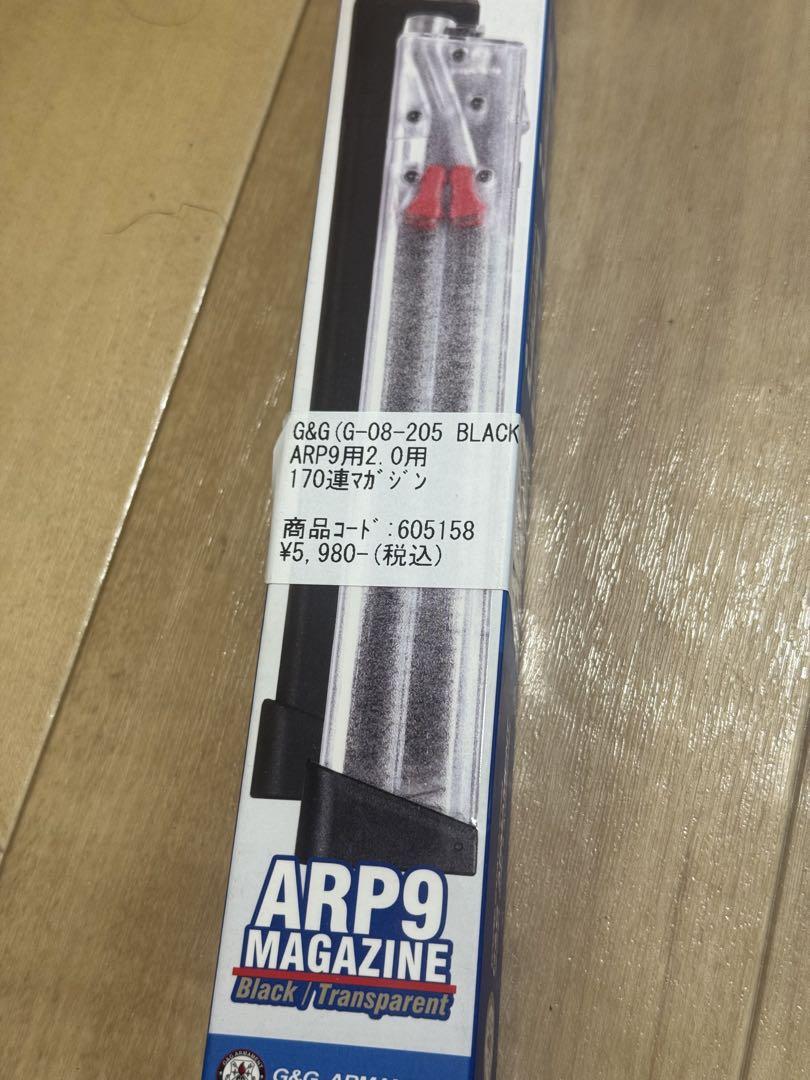 G&G(G-08-205 BLACK
ARP9用2.0用
170連ﾏｶﾞｼﾞﾝ
商品ｺｰﾄﾞ:605158
¥5,980-(税込)
ARP9
MAGAZINE
Black / Transparent
G&G ARMAMENT
G&G